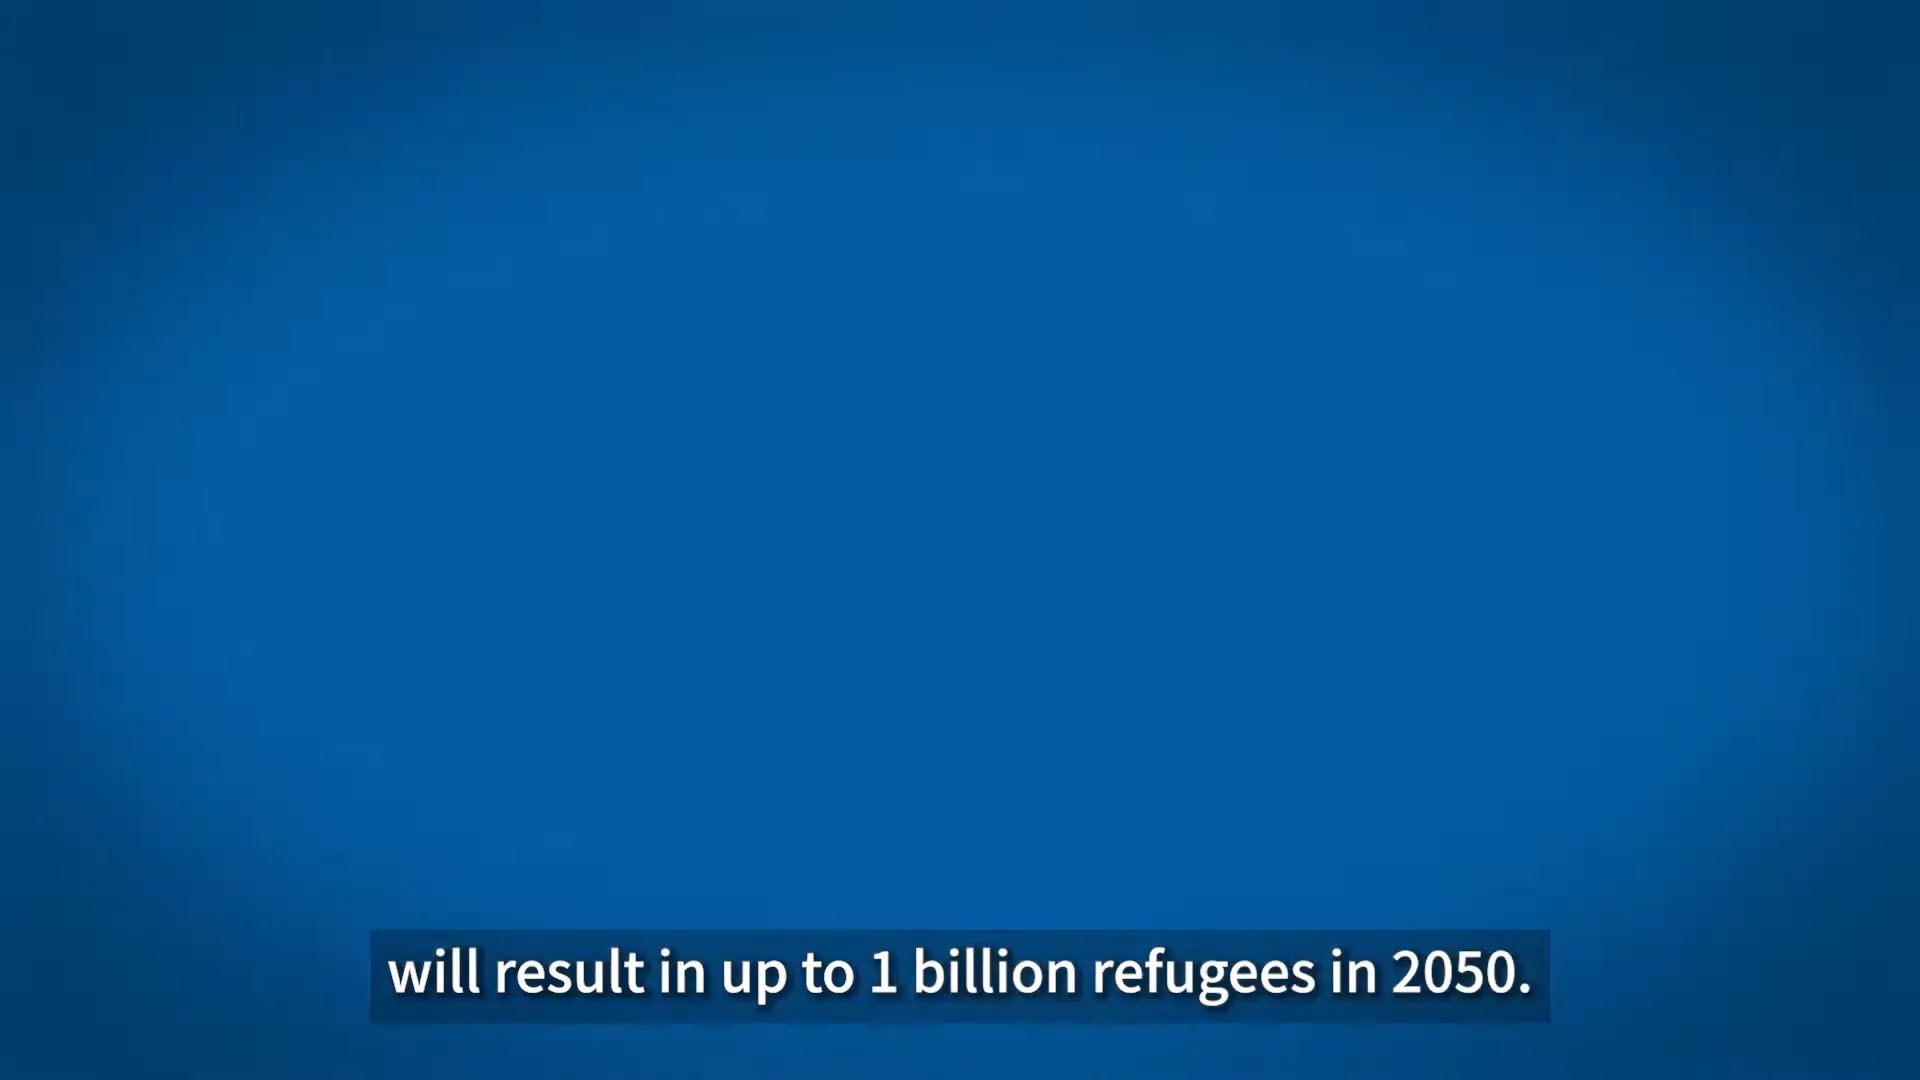 will result in up to 1 billion refugees in 2050.